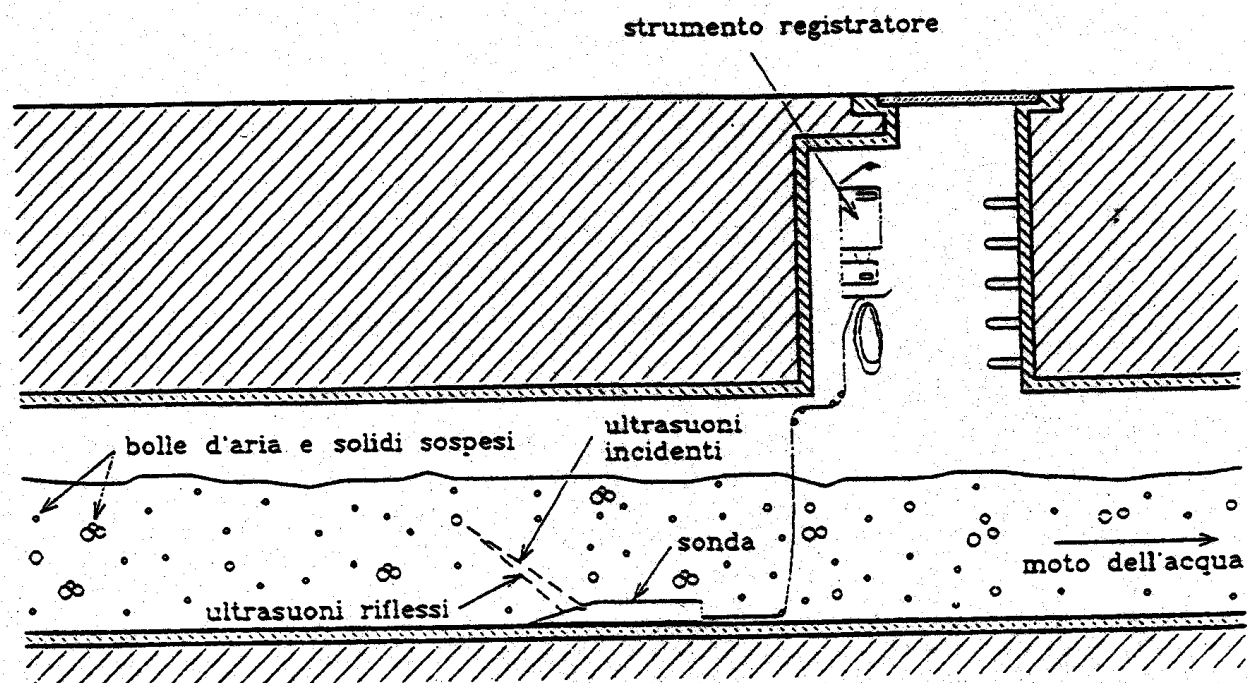 strumento registratore
bolle d'aria e solidi sospesi
ultrasuoni
incidenti
sonda
moto dell'acqua
ultrasuoni riflessi